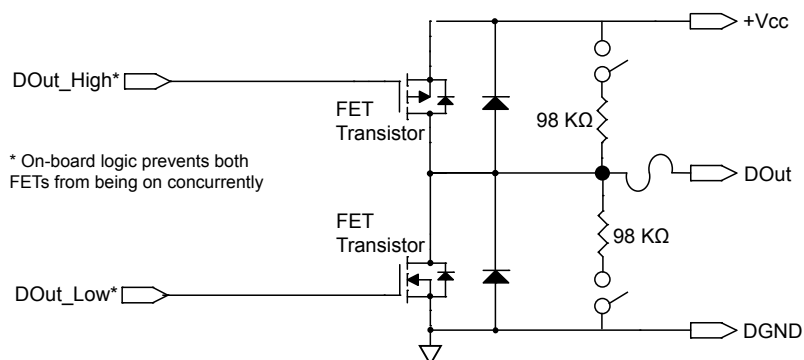 +Vcc
DOut_High*
FET
Transistor
98 KΩ
* On-board logic prevents both
FETs from being on concurrently
DOut
FET
Transistor
98 KΩ
DOut_Low*
DGND